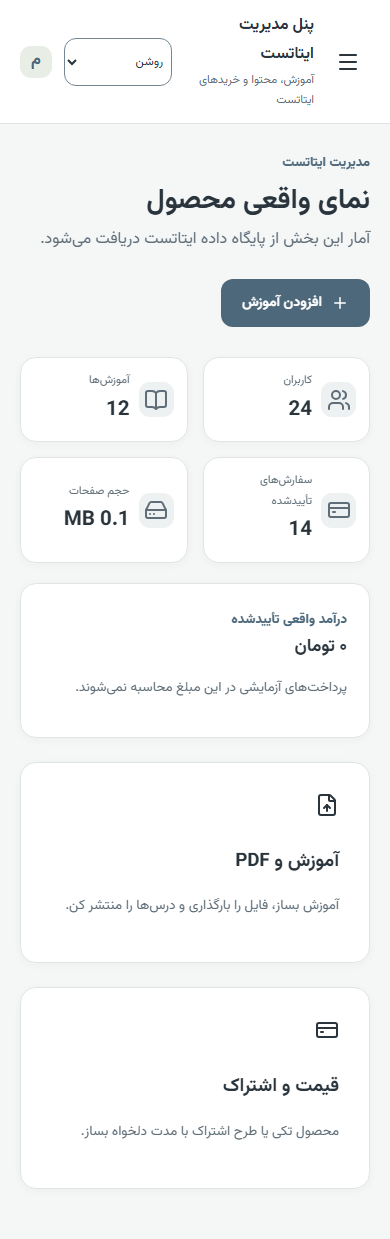 پنل مدیریت
ایتاتست
آموزش، محتوا و خریدهای
ایتاتست
روشن
م
مدیریت ایتاتست
نمای واقعی محصول
آمار این بخش از پایگاه داده ایتاتست دریافت می‌شود.
افزودن آموزش
کاربران
24
آموزش‌ها
12
سفارش‌های
تأییدشده
14
حجم صفحات
0.1 MB
درآمد واقعی تأییدشده
۰ تومان
پرداخت‌های آزمایشی در این مبلغ محاسبه نمی‌شوند.
آموزش و PDF
آموزش بساز، فایل را بارگذاری و درس‌ها را منتشر کن.
قیمت و اشتراک
محصول تکی یا طرح اشتراک با مدت دلخواه بساز.